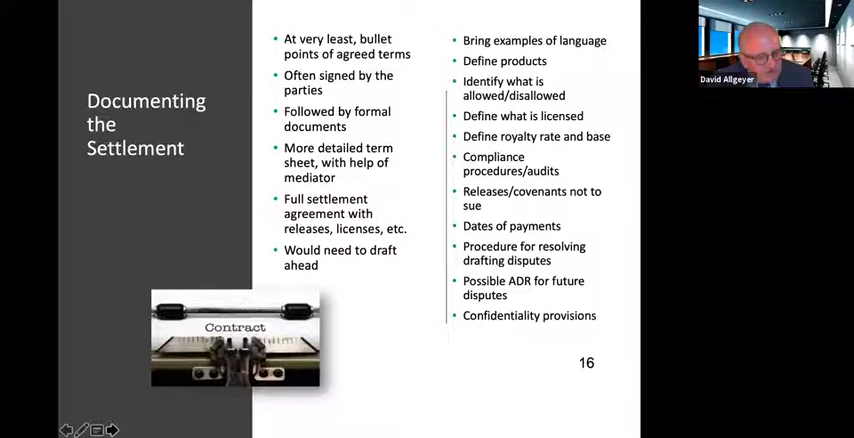 Documenting
the
Settlement
At very least, bullet
points of agreed terms
Often signed by the
parties
Followed by formal
documents
More detailed term
sheet, with help of
mediator
Full settlement
agreement with
releases, licenses, etc.
Would need to draft
ahead
Bring examples of language
Define products
Identify what is
allowed/disallowed
Define what is licensed
Define royalty rate and base
Compliance
procedures/audits
Releases/covenants not to
sue
Dates of payments
Procedure for resolving
drafting disputes
Possible ADR for future
disputes
Confidentiality provisions
Contract
16
David Allgeyer